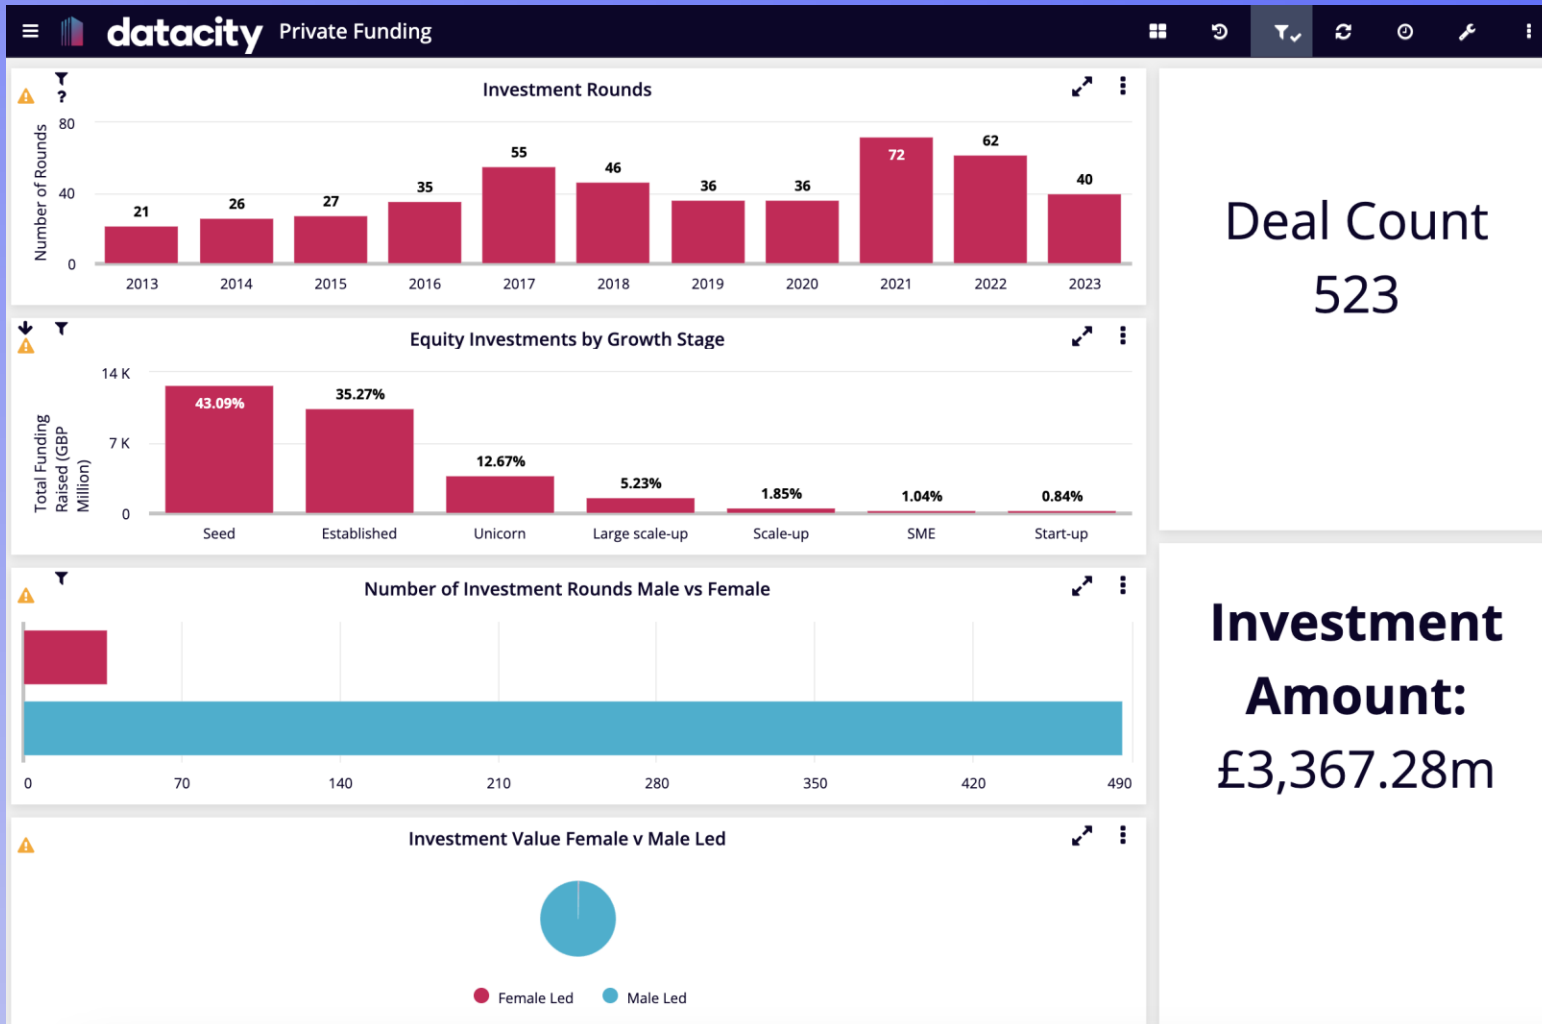 datacity Private Funding
?
Investment Rounds
Number of Rounds
80
40
0
21
26
27
35
55
46
36
36
72
62
40
2013
2014
2015
2016
2017
2018
2019
2020
2021
2022
2023
Equity Investments by Growth Stage
Total Funding
Raised (GBP
Million)
14 K
7 K
0
43.09%
35.27%
12.67%
5.23%
1.85%
1.04%
0.84%
Seed
Established
Unicorn
Large scale-up
Scale-up
SME
Start-up
Number of Investment Rounds Male vs Female
0
70
140
210
280
350
420
490
Investment Value Female v Male Led
Female Led
Male Led
Deal Count
523
Investment
Amount:
£3,367.28m